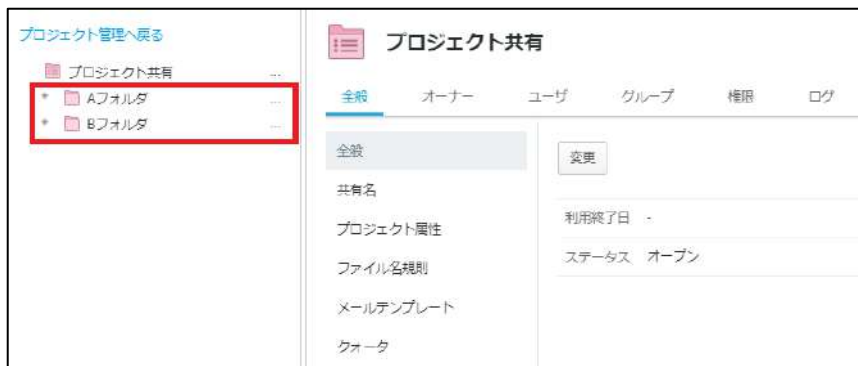 プロジェクト管理へ戻る
プロジェクト共有 ...
* Aフォルダ ...
* Bフォルダ ...
プロジェクト共有
全般 オーナー ユーザ グループ 権限 ログ
全般
共有名
プロジェクト属性
ファイル名規則
メールテンプレート
クォータ
変更
利用終了日 -
ステータス オープン